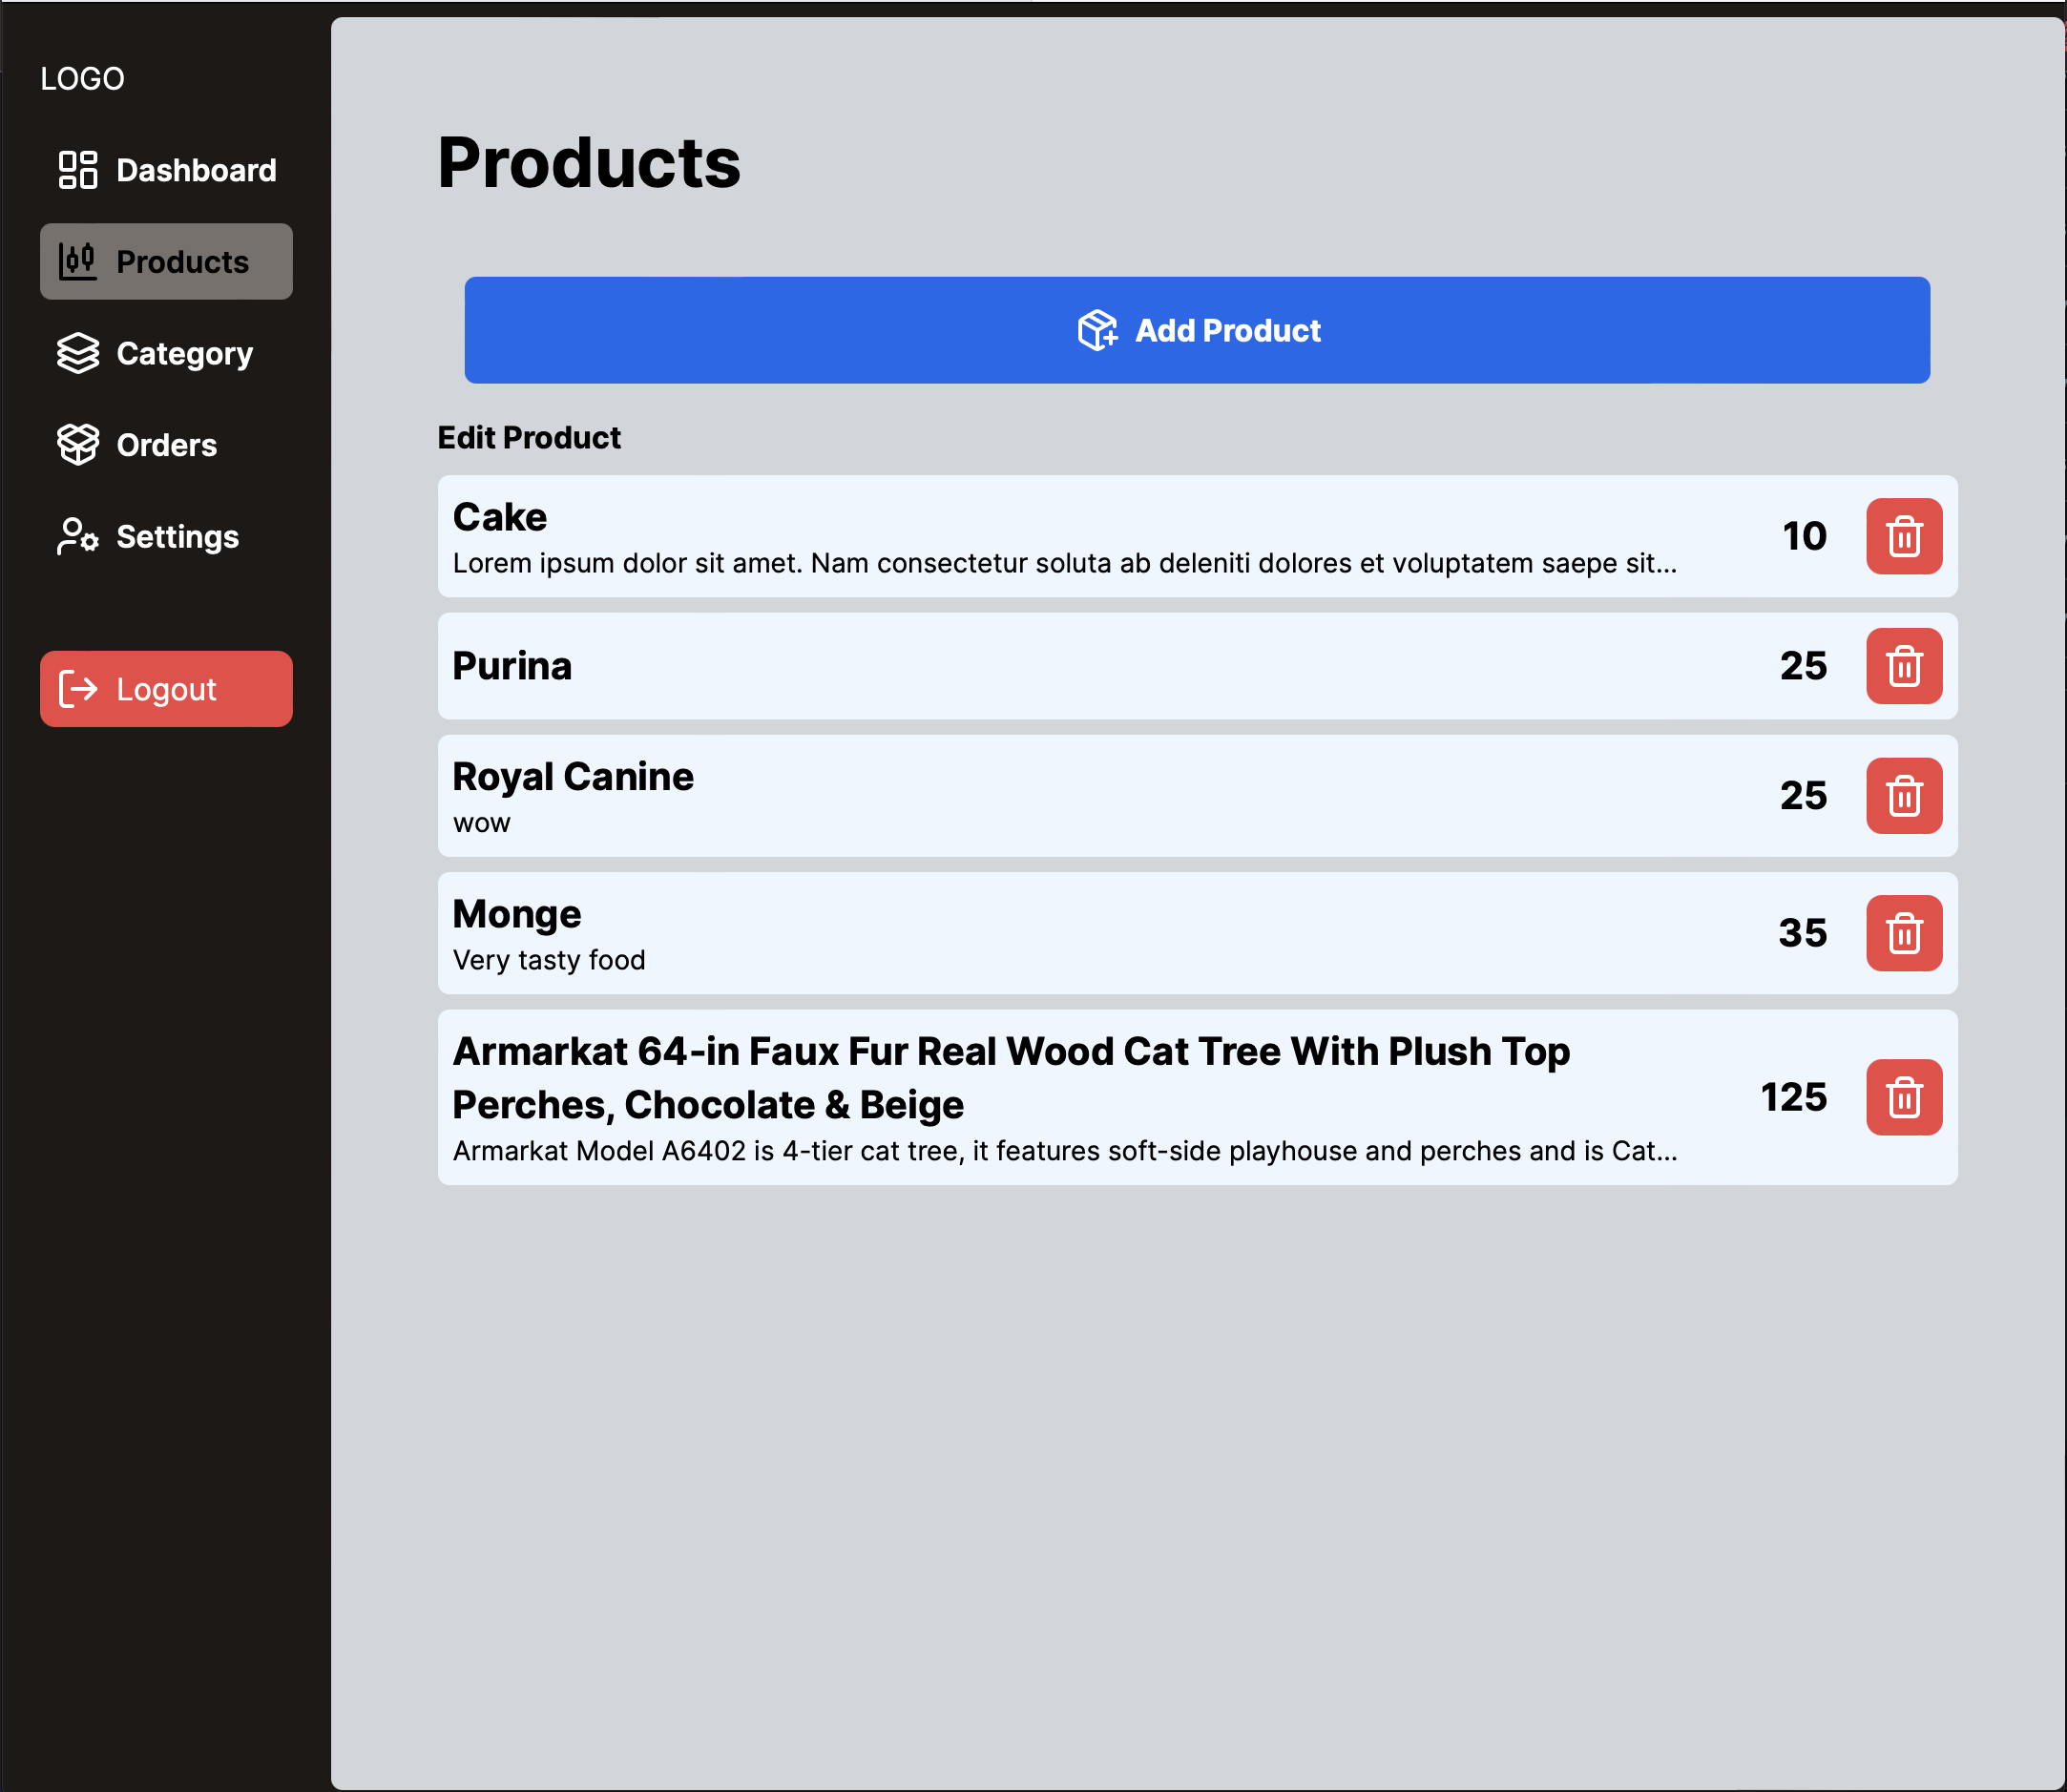 LOGO
Dashboard
Products
Category
Orders
Settings
Logout
Products
Add Product
Edit Product
Cake
Lorem ipsum dolor sit amet. Nam consectetur soluta ab deleniti dolores et voluptatem saepe sit...
10
Purina
25
Royal Canine
wow
25
Monge
Very tasty food
35
Armarkat 64-in Faux Fur Real Wood Cat Tree With Plush Top
Perches, Chocolate & Beige
Armarkat Model A6402 is 4-tier cat tree, it features soft-side playhouse and perches and is Cat...
125